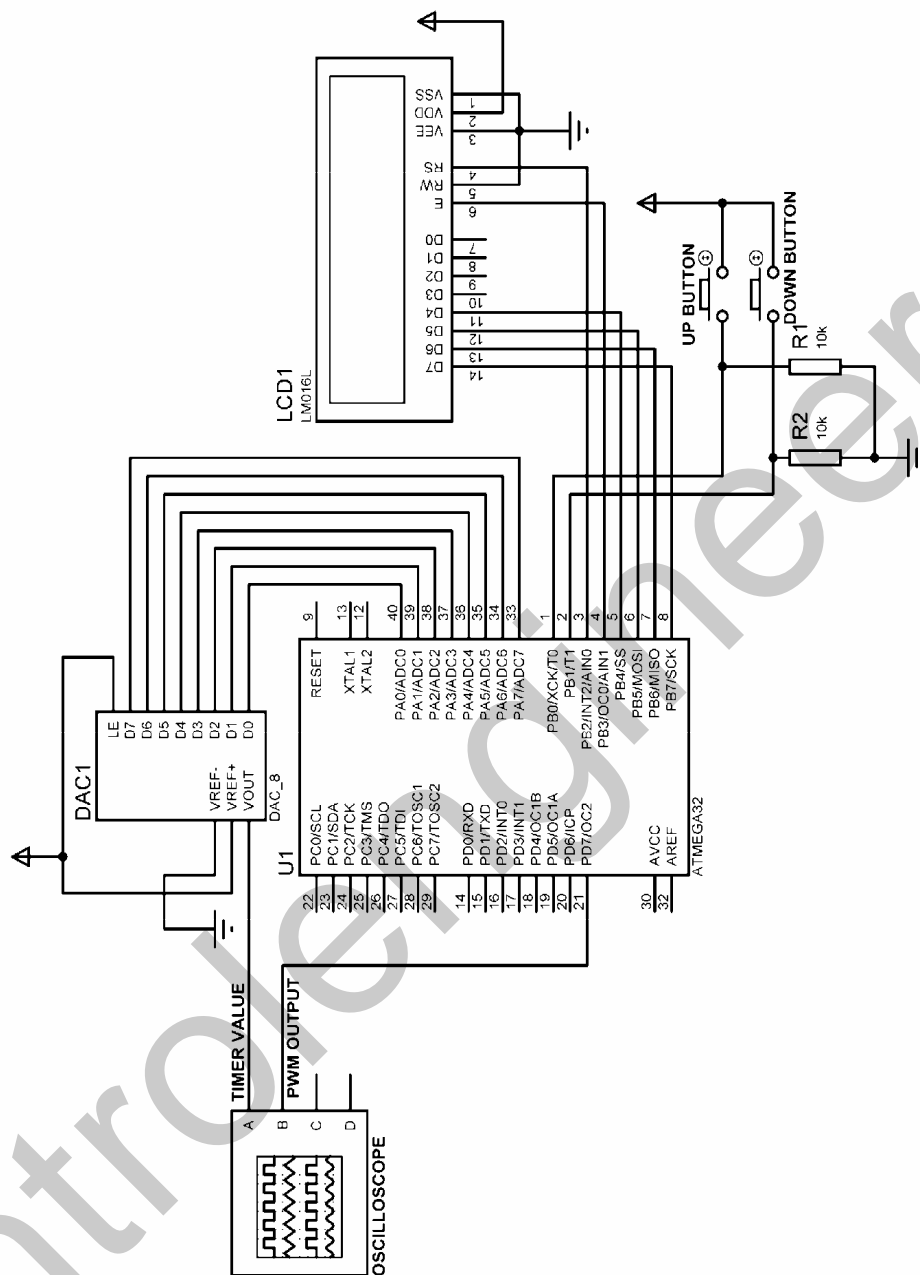 LCD1
LM016L
VSS
VDD
VEE
RS
RW
E
D0
D1
D2
D3
D4
D5
D6
D7
1
2
3
4
5
6
7
8
9
10
11
12
13
14
UP BUTTON
DOWN BUTTON
R1
10k
R2
10k
DAC1
DAC_8
LE
D7
D6
D5
D4
D3
D2
D1
D0
VREF-
VREF+
VOUT
U1
ATMEGA32
9 RESET
13 XTAL1
12 XTAL2
40 PA0/ADC0
39 PA1/ADC1
38 PA2/ADC2
37 PA3/ADC3
36 PA4/ADC4
35 PA5/ADC5
34 PA6/ADC6
33 PA7/ADC7
1 PB0/XCK/T0
2 PB1/T1
3 PB2/INT2/AIN0
4 PB3/OC0/AIN1
5 PB4/SS
6 PB5/MOSI
7 PB6/MISO
8 PB7/SCK
PC0/SCL 22
PC1/SDA 23
PC2/TCK 24
PC3/TMS 25
PC4/TDO 26
PC5/TDI 27
PC6/TOSC1 28
PC7/TOSC2 29
PD0/RXD 14
PD1/TXD 15
PD2/INT0 16
PD3/INT1 17
PD4/OC1B 18
PD5/OC1A 19
PD6/ICP 20
PD7/OC2 21
AVCC 30
AREF 32
TIMER VALUE
PWM OUTPUT
A
B
C
D
OSCILLOSCOPE
ntrolengineer